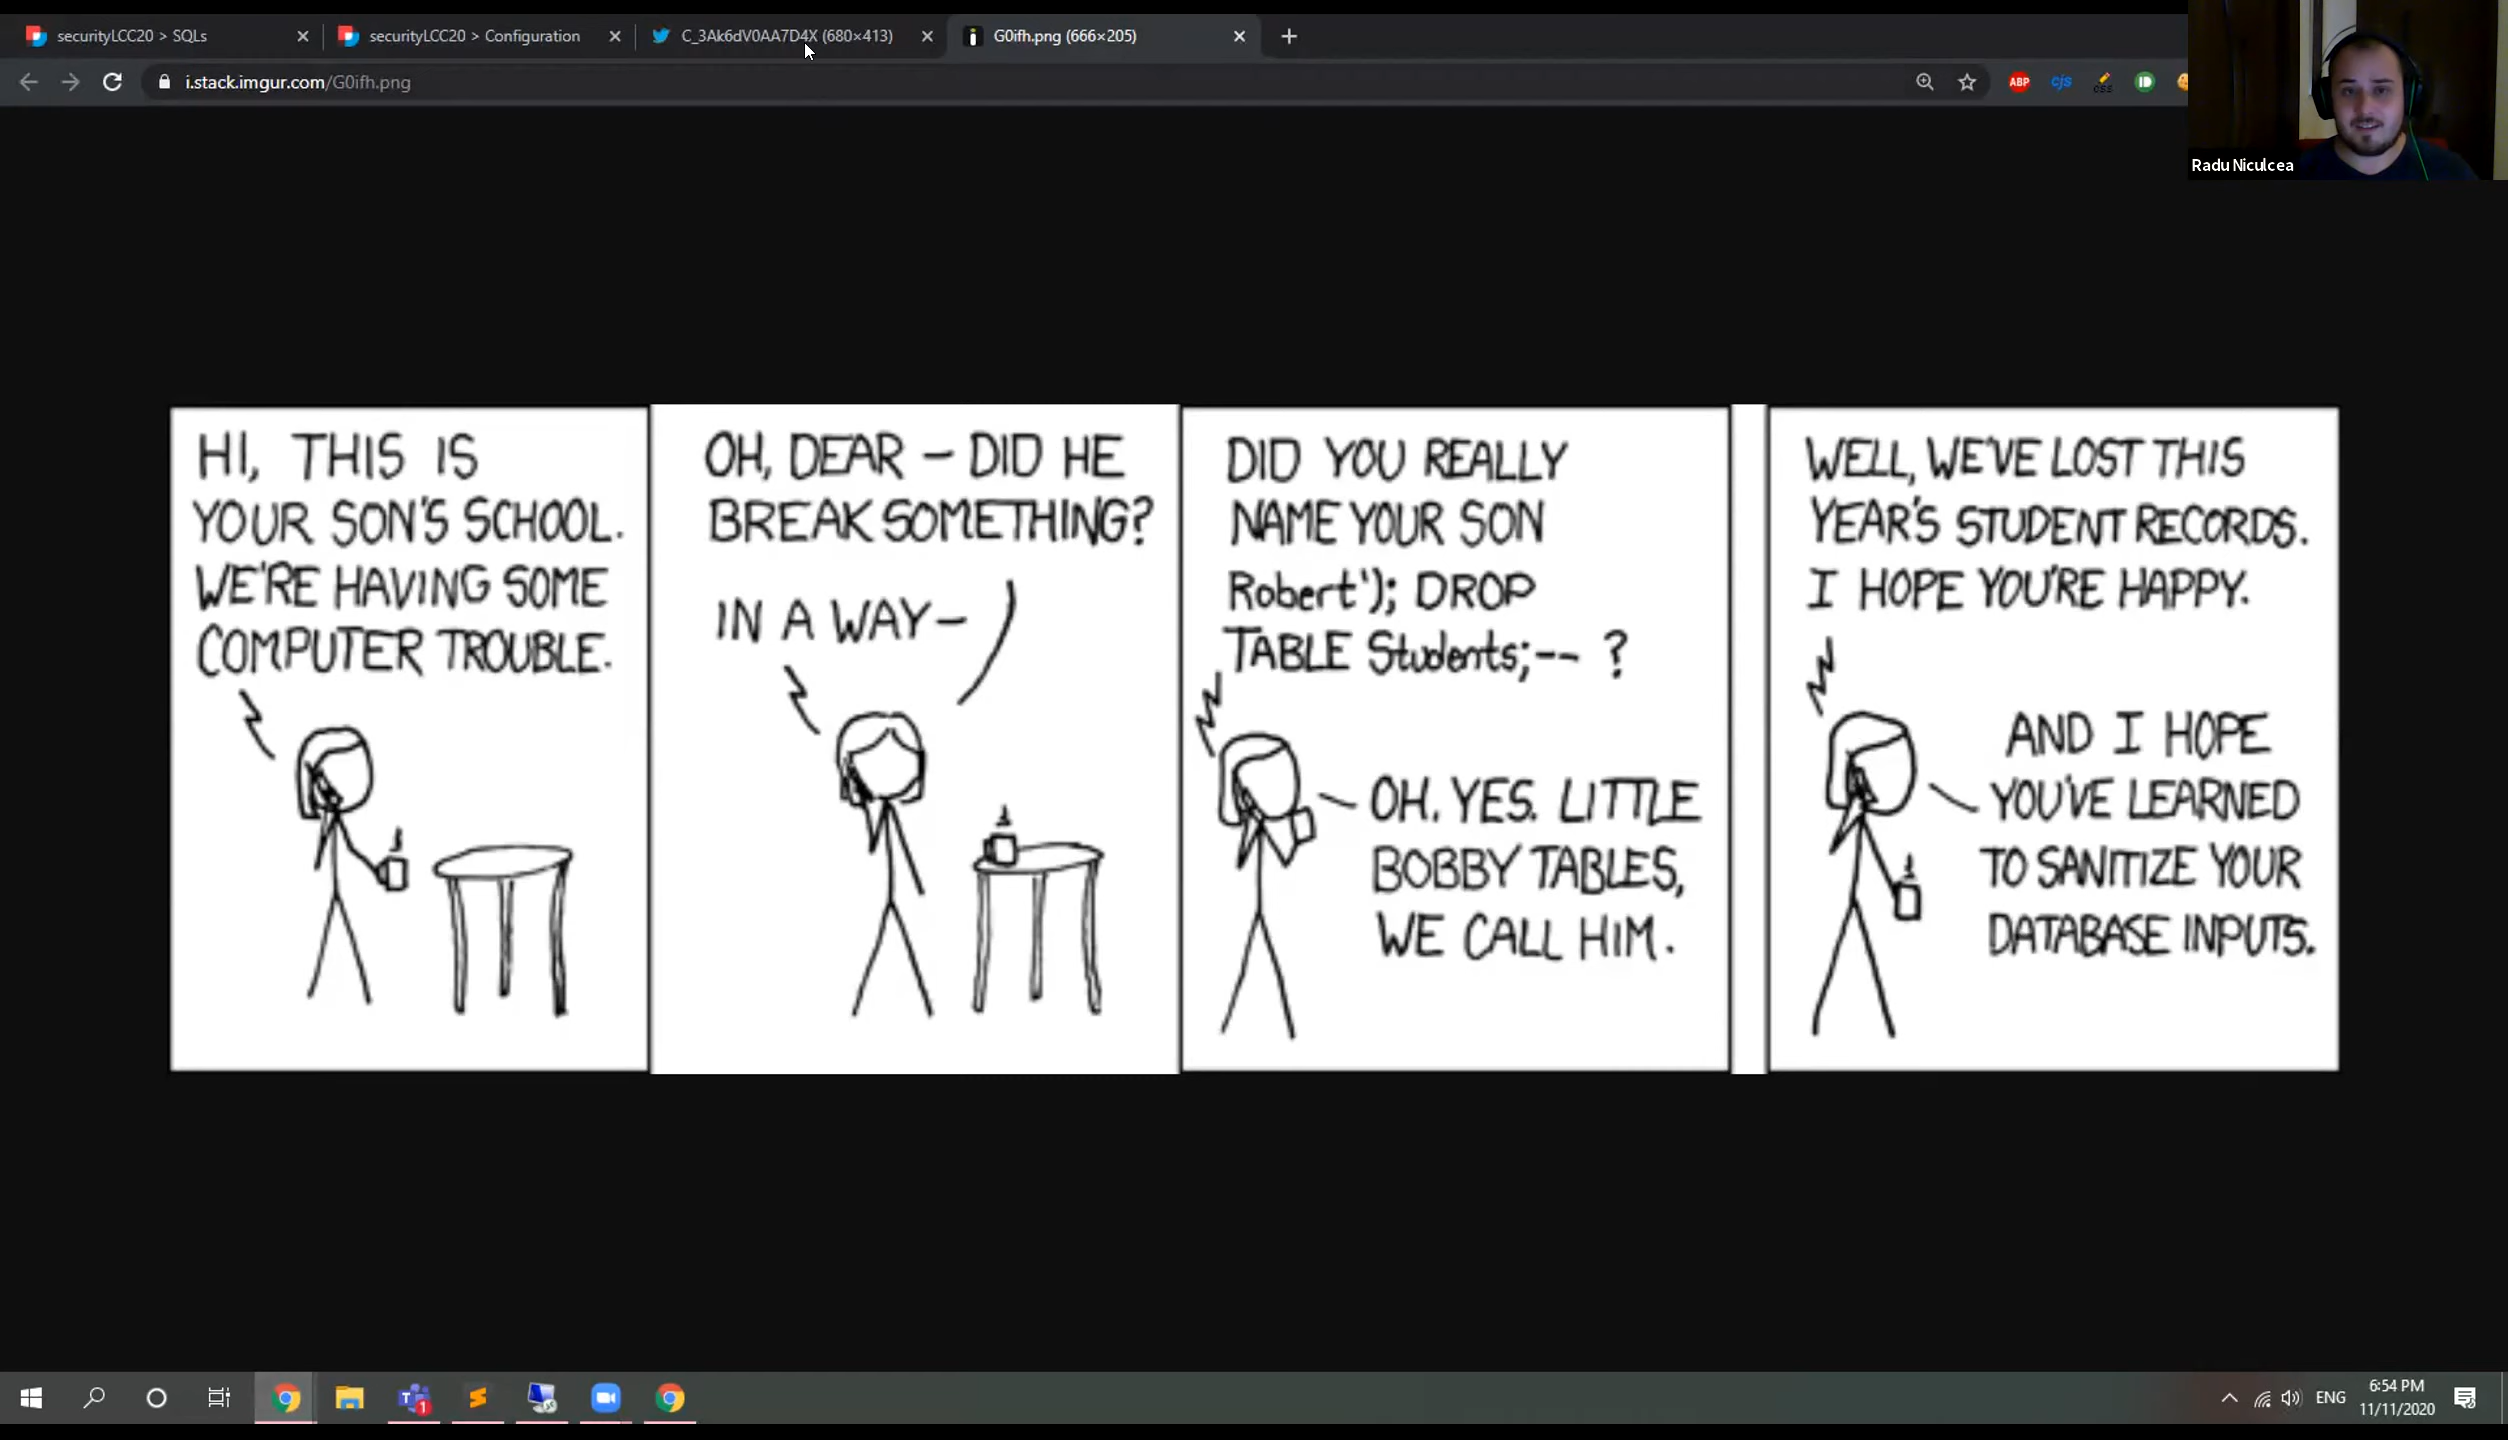 securityLCC20 > SQLs
securityLCC20 > Configuration
C_3Ak6dV0AA7D4X (680×413)
G0ifh.png (666×205)
i.stack.imgur.com/G0ifh.png
ABP
cjs
css
Radu Niculcea
HI, THIS IS
YOUR SON'S SCHOOL.
WE'RE HAVING SOME
COMPUTER TROUBLE.
OH, DEAR – DID HE
BREAK SOMETHING?
IN A WAY–
DID YOU REALLY
NAME YOUR SON
Robert'); DROP
TABLE Students;-- ?
OH. YES. LITTLE
BOBBY TABLES,
WE CALL HIM.
WELL, WE'VE LOST THIS
YEAR'S STUDENT RECORDS.
I HOPE YOU'RE HAPPY.
AND I HOPE
YOU'VE LEARNED
TO SANITIZE YOUR
DATABASE INPUTS.
T
1
ENG
6:54 PM
11/11/2020